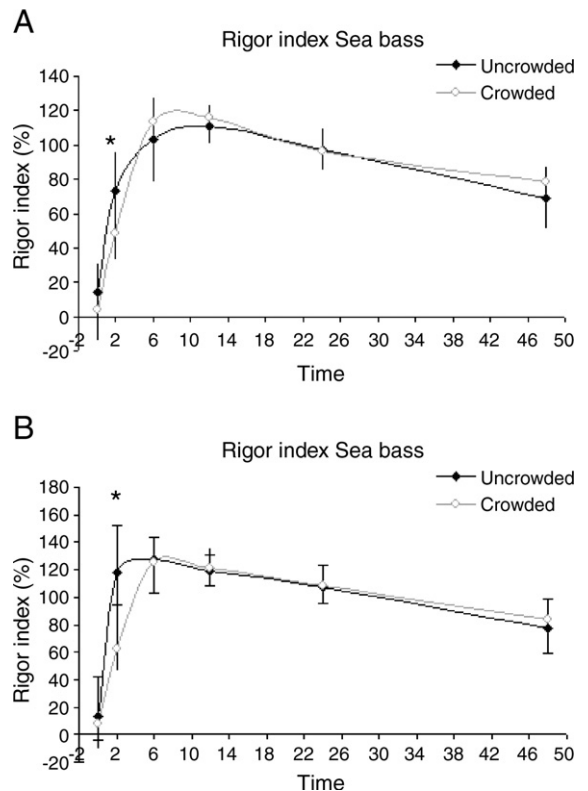 A
Rigor index Sea bass
Uncrowded
Crowded
Rigor index (%)
140
120
100
80
60
40
20
0
-20
*
-2 2 6 10 14 18 22 26 30 34 38 42 46 50
Time
B
Rigor index Sea bass
Uncrowded
Crowded
Rigor index (%)
180
160
140
120
100
80
60
40
20
0
-20
*
-2 2 6 10 14 18 22 26 30 34 38 42 46 50
Time